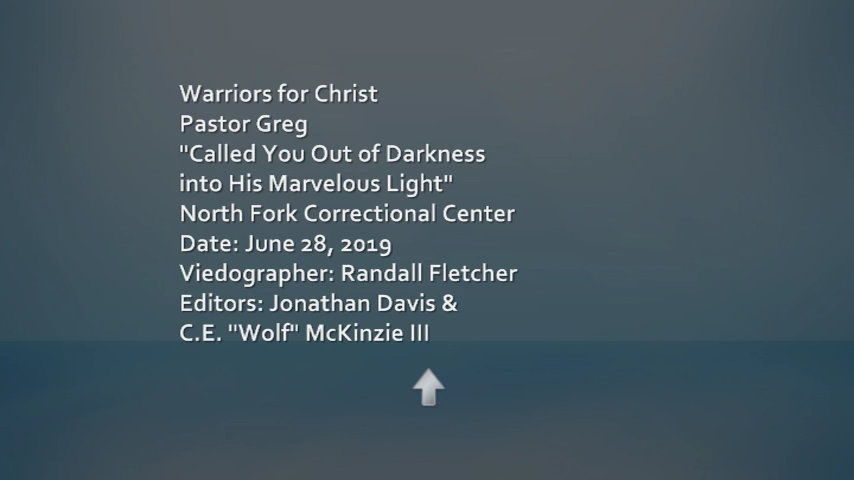 Warriors for Christ
Pastor Greg
"Called You Out of Darkness
into His Marvelous Light"
North Fork Correctional Center
Date: June 28, 2019
Viedographer: Randall Fletcher
Editors: Jonathan Davis &
C.E. "Wolf" McKinzie III